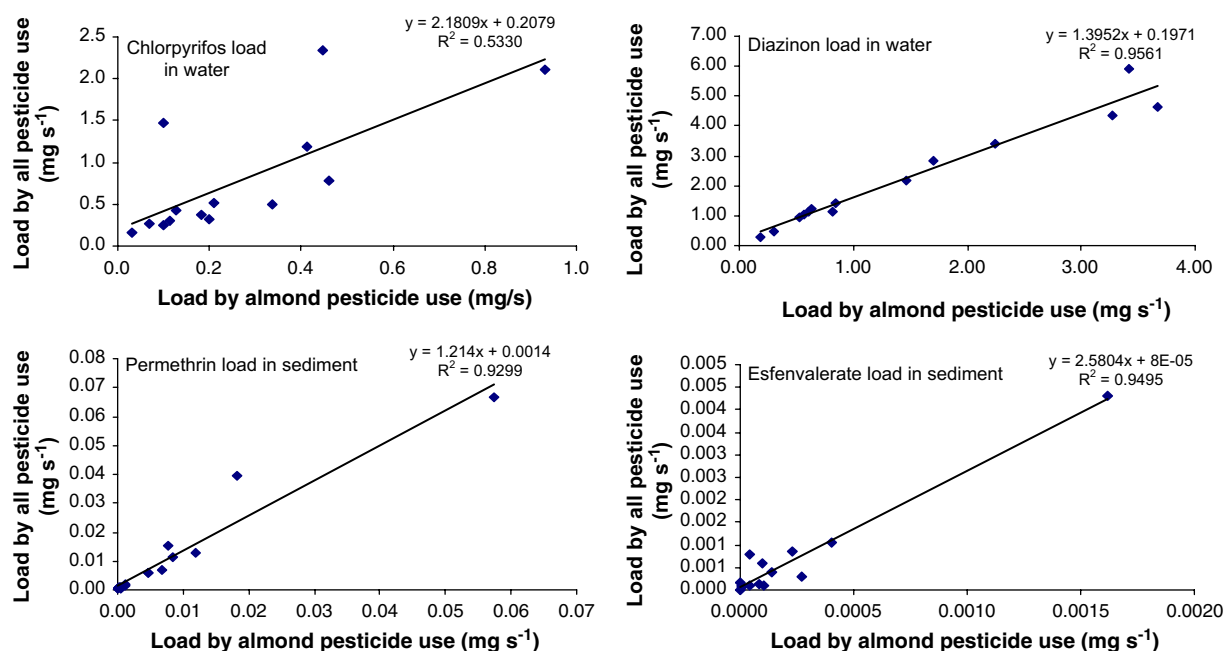 Chlorpyrifos load
in water
y = 2.1809x + 0.2079
R² = 0.5330
Load by all pesticide use
(mg s⁻¹)
2.5
2.0
1.5
1.0
0.5
0.0
0.0 0.2 0.4 0.6 0.8 1.0
Load by almond pesticide use (mg/s)
Diazinon load in water
y = 1.3952x + 0.1971
R² = 0.9561
Load by all pesticide use
(mg s⁻¹)
7.00
6.00
5.00
4.00
3.00
2.00
1.00
0.00
0.00 1.00 2.00 3.00 4.00
Load by almond pesticide use (mg s⁻¹)
Permethrin load in sediment
y = 1.214x + 0.0014
R² = 0.9299
Load by all pesticide use
(mg s⁻¹)
0.08
0.07
0.06
0.05
0.04
0.03
0.02
0.01
0.00
0.00 0.01 0.02 0.03 0.04 0.05 0.06 0.07
Load by almond pesticide use (mg s⁻¹)
Esfenvalerate load in sediment
y = 2.5804x + 8E-05
R² = 0.9495
Load by all pesticide use
(mg s⁻¹)
0.005
0.005
0.004
0.004
0.003
0.003
0.002
0.002
0.001
0.001
0.000
0.0000 0.0005 0.0010 0.0015 0.0020
Load by almond pesticide use (mg s⁻¹)